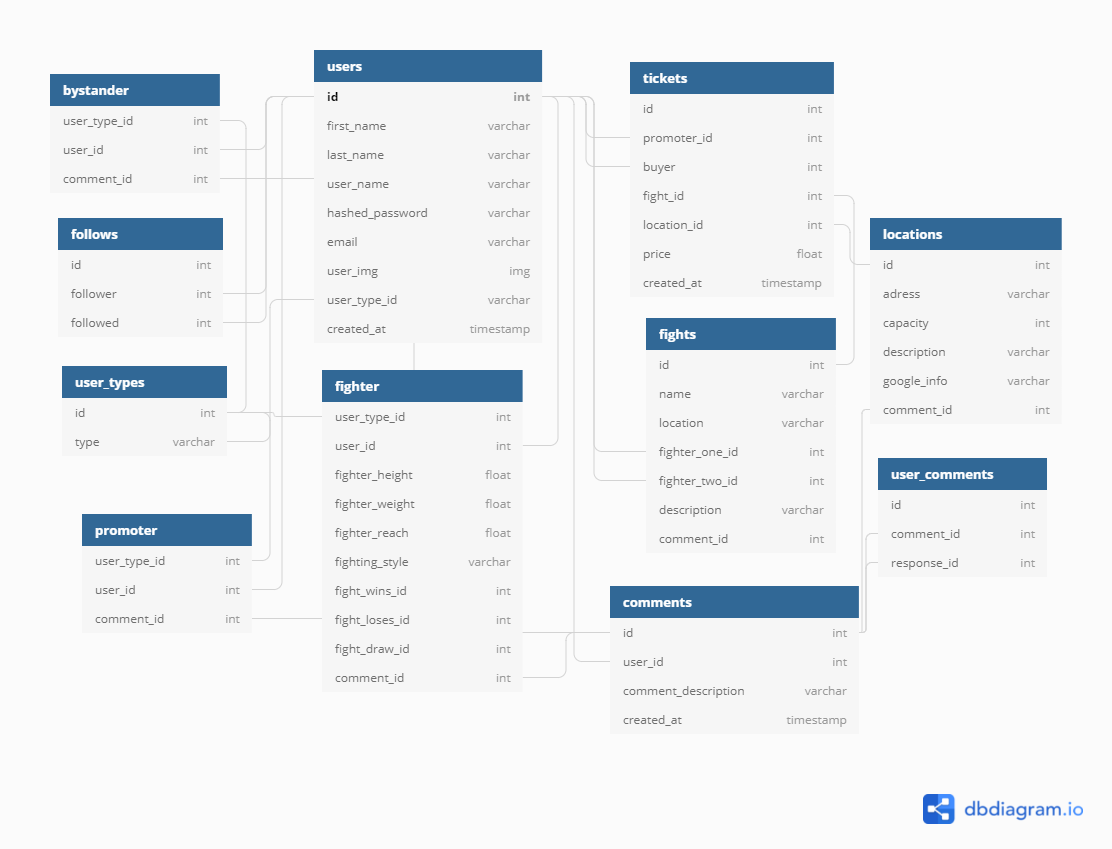 bystander
user_type_id int
user_id int
comment_id int
follows
id int
follower int
followed int
user_types
id int
type varchar
promoter
user_type_id int
user_id int
comment_id int
users
id int
first_name varchar
last_name varchar
user_name varchar
hashed_password varchar
email varchar
user_img img
user_type_id varchar
created_at timestamp
fighter
user_type_id int
user_id int
fighter_height float
fighter_weight float
fighter_reach float
fighting_style varchar
fight_wins_id int
fight_loses_id int
fight_draw_id int
comment_id int
tickets
id int
promoter_id int
buyer int
fight_id int
location_id int
price float
created_at timestamp
fights
id int
name varchar
location varchar
fighter_one_id int
fighter_two_id int
description varchar
comment_id int
comments
id int
user_id int
comment_description varchar
created_at timestamp
locations
id int
adress varchar
capacity int
description varchar
google_info varchar
comment_id int
user_comments
id int
comment_id int
response_id int
dbdiagram.io